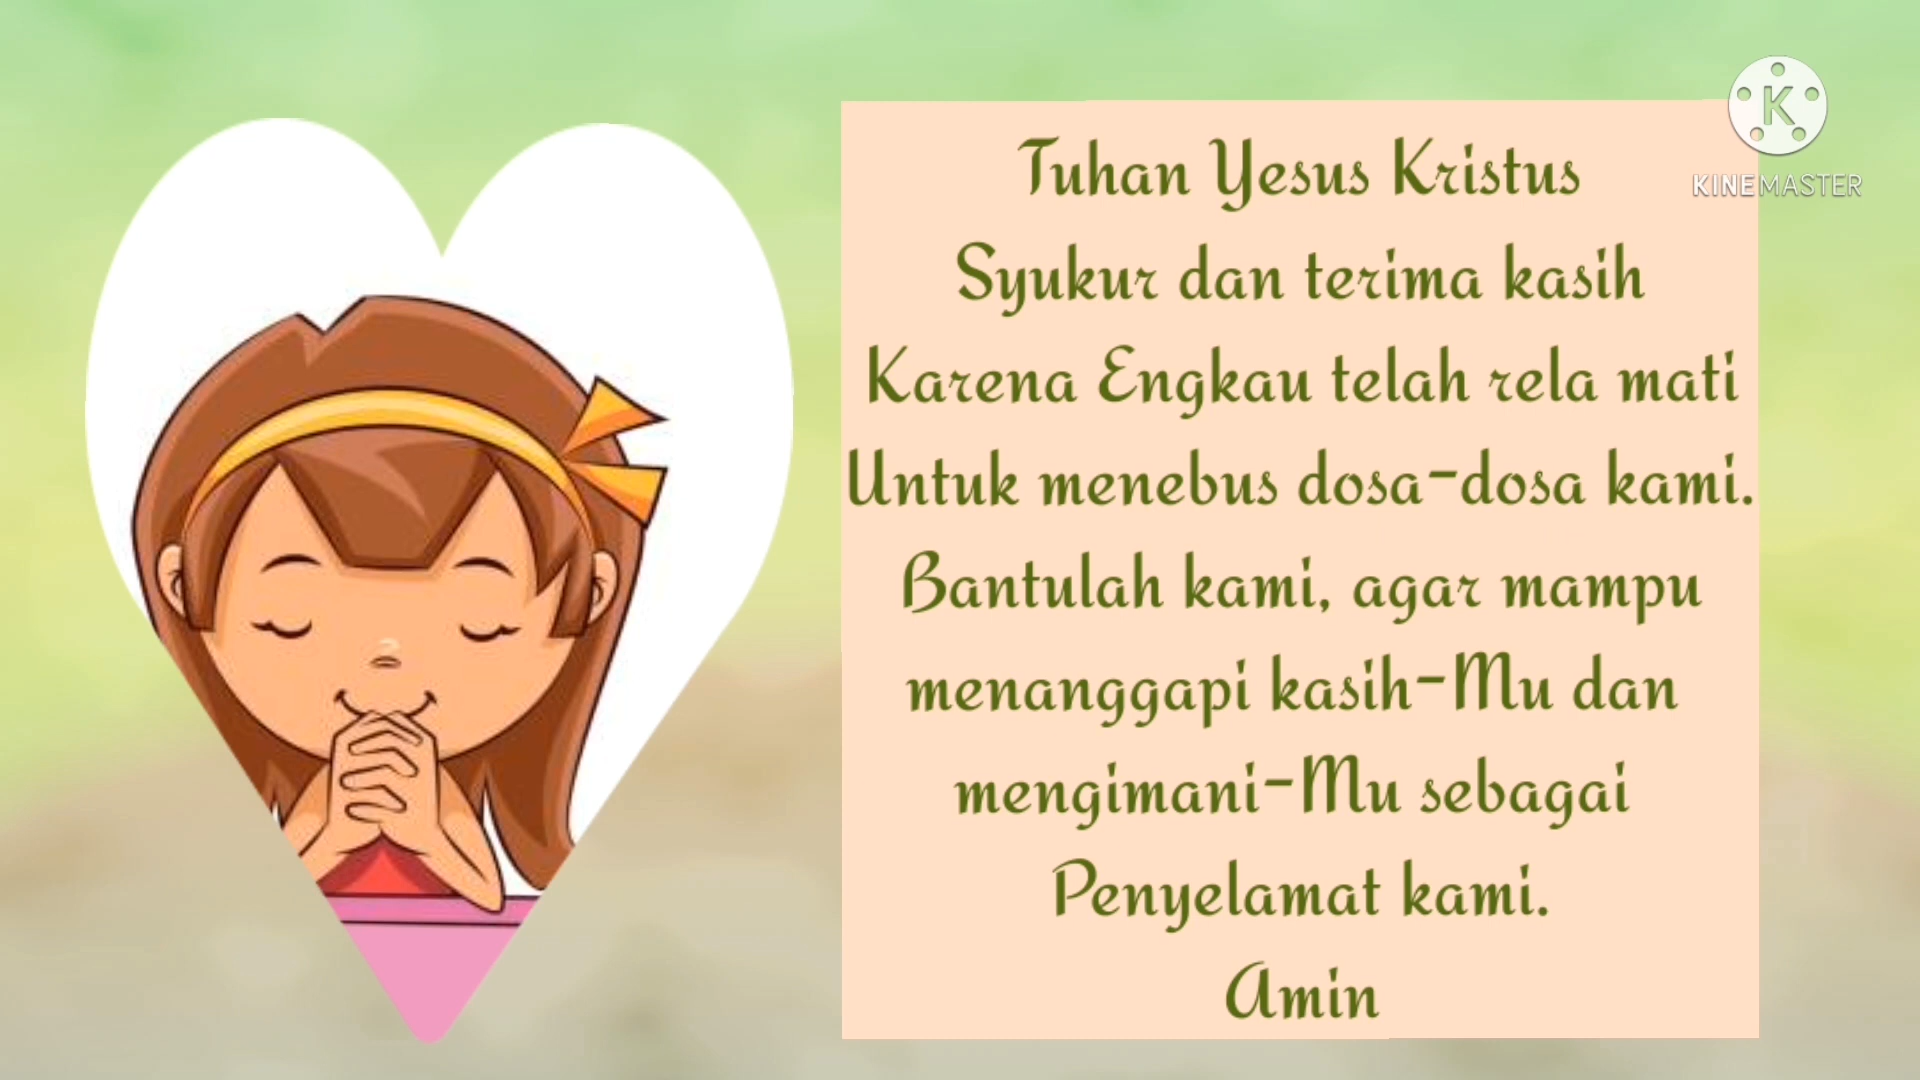 Tuhan Yesus Kristus
Syukur dan terima kasih
Karena Engkau telah rela mati
Untuk menebus dosa-dosa kami.
Bantulah kami, agar mampu
menanggapi kasih-Mu dan
mengimani-Mu sebagai
Penyelamat kami.
Amin
K
KINEMASTER